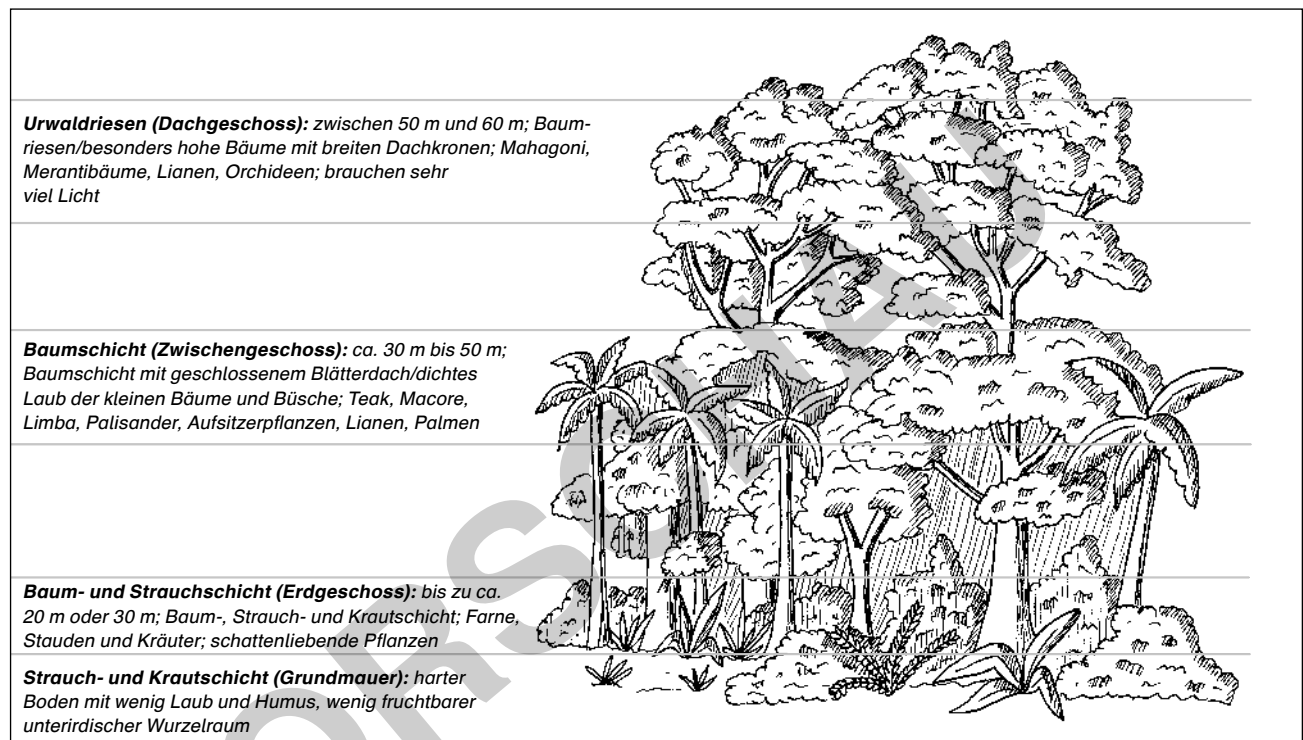 Urwaldriesen (Dachgeschoss): zwischen 50 m und 60 m; Baum-
riesen/besonders hohe Bäume mit breiten Dachkronen; Mahagoni,
Merantibäume, Lianen, Orchideen; brauchen sehr
viel Licht
Baumschicht (Zwischengeschoss): ca. 30 m bis 50 m;
Baumschicht mit geschlossenem Blätterdach/dichtes
Laub der kleinen Bäume und Büsche; Teak, Macore,
Limba, Palisander, Aufsitzerpflanzen, Lianen, Palmen
Baum- und Strauchschicht (Erdgeschoss): bis zu ca.
20 m oder 30 m; Baum-, Strauch- und Krautschicht; Farne,
Stauden und Kräuter; schattenliebende Pflanzen
Strauch- und Krautschicht (Grundmauer): harter
Boden mit wenig Laub und Humus, wenig fruchtbarer
unterirdischer Wurzelraum